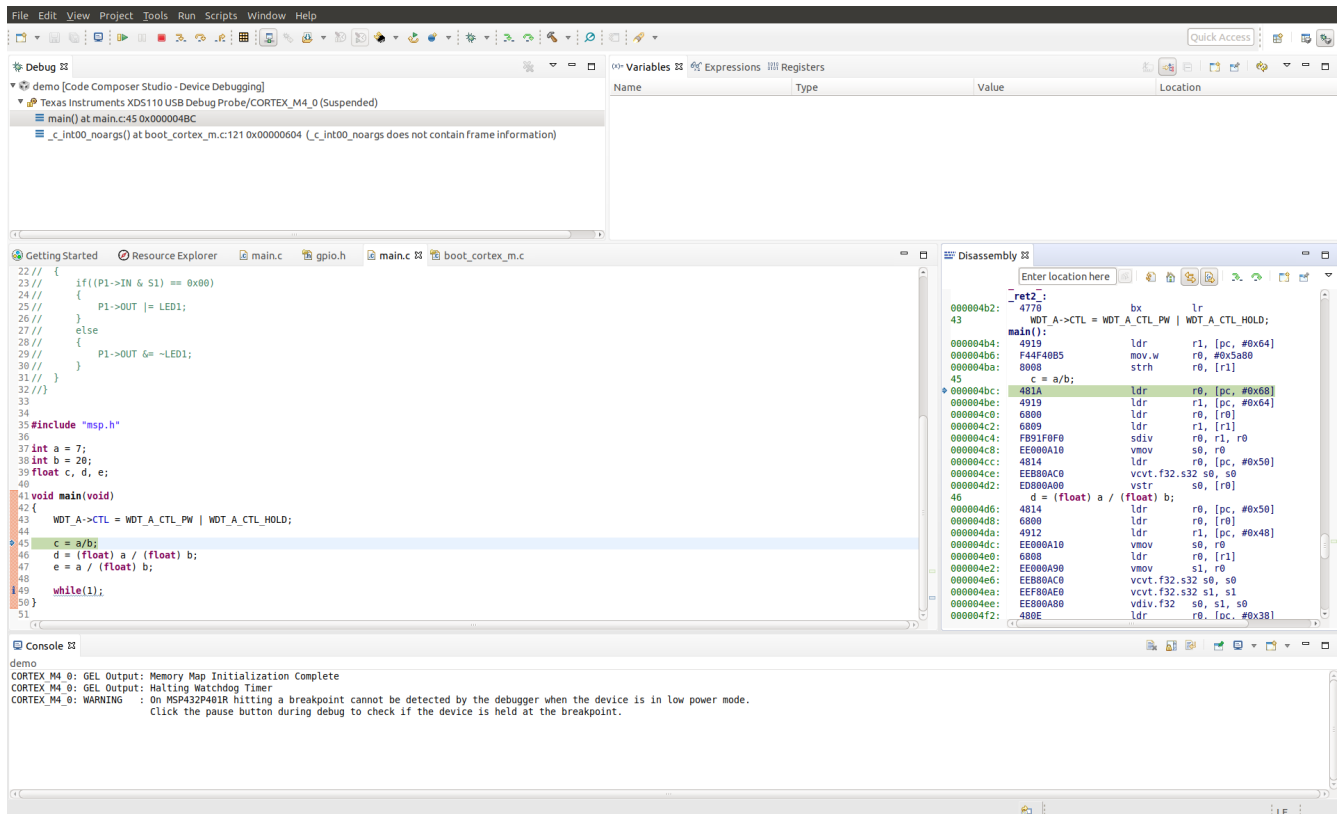 File Edit View Project Tools Run Scripts Window Help
Quick Access
Debug
demo [Code Composer Studio - Device Debugging]
Texas Instruments XDS110 USB Debug Probe/CORTEX_M4_0 (Suspended)
main() at main.c:45 0x000004BC
_c_int00_noargs() at boot_cortex_m.c:121 0x00000604 (_c_int00_noargs does not contain frame information)
(x)= Variables Expressions Registers
Name Type Value Location
Getting Started Resource Explorer main.c gpio.h main.c boot_cortex_m.c
22 // {
23 // if((P1->IN & S1) == 0x00)
24 // {
25 // P1->OUT |= LED1;
26 // }
27 // else
28 // {
29 // P1->OUT &= ~LED1;
30 // }
31 // }
32 //}
33
34
35 #include "msp.h"
36
37 int a = 7;
38 int b = 20;
39 float c, d, e;
40
41 void main(void)
42 {
43 WDT_A->CTL = WDT_A_CTL_PW | WDT_A_CTL_HOLD;
44
45 c = a/b;
46 d = (float) a / (float) b;
47 e = a / (float) b;
48
49 while(1);
50 }
51
Disassembly
Enter location here
_ret2_:
000004b2: 4770 bx lr
43 WDT_A->CTL = WDT_A_CTL_PW | WDT_A_CTL_HOLD;
main():
000004b4: 4919 ldr r1, [pc, #0x64]
000004b6: F44F40B5 mov.w r0, #0x5a80
000004ba: 8008 strh r0, [r1]
45 c = a/b;
000004bc: 481A ldr r0, [pc, #0x68]
000004be: 4919 ldr r1, [pc, #0x64]
000004c0: 6800 ldr r0, [r0]
000004c2: 6809 ldr r1, [r1]
000004c4: FB91F0F0 sdiv r0, r1, r0
000004c8: EE000A10 vmov s0, r0
000004cc: 4814 ldr r0, [pc, #0x50]
000004ce: EEB80AC0 vcvt.f32.s32 s0, s0
000004d2: ED800A00 vstr s0, [r0]
46 d = (float) a / (float) b;
000004d6: 4814 ldr r0, [pc, #0x50]
000004d8: 6800 ldr r0, [r0]
000004da: 4912 ldr r1, [pc, #0x48]
000004dc: EE000A10 vmov s0, r0
000004e0: 6808 ldr r0, [r1]
000004e2: EE000A90 vmov s1, r0
000004e6: EEB80AC0 vcvt.f32.s32 s0, s0
000004ea: EEF80AE0 vcvt.f32.s32 s1, s1
000004ee: EE800A80 vdiv.f32 s0, s1, s0
000004f2: 480E ldr r0, [pc, #0x38]
Console
demo
CORTEX_M4_0: GEL Output: Memory Map Initialization Complete
CORTEX_M4_0: GEL Output: Halting Watchdog Timer
CORTEX_M4_0: WARNING : On MSP432P401R hitting a breakpoint cannot be detected by the debugger when the device is in low power mode.
Click the pause button during debug to check if the device is held at the breakpoint.
LE